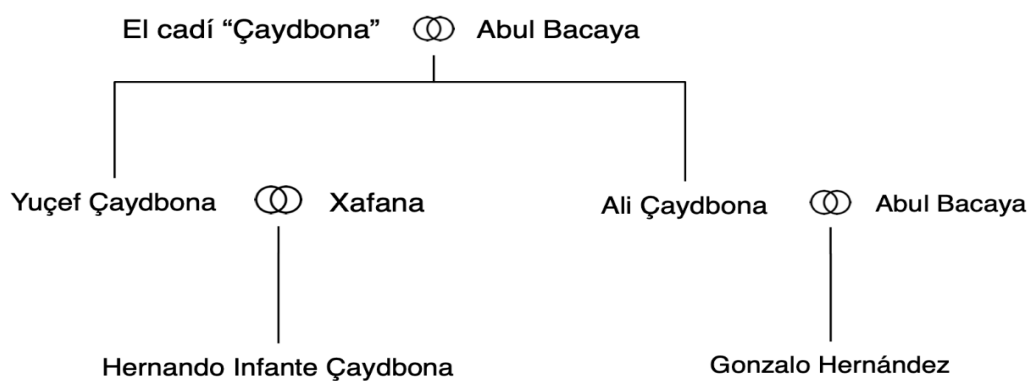 El cadí “Çaydbona” Abul Bacaya
Yuçef Çaydbona Xafana Ali Çaydbona Abul Bacaya
Hernando Infante Çaydbona Gonzalo Hernández